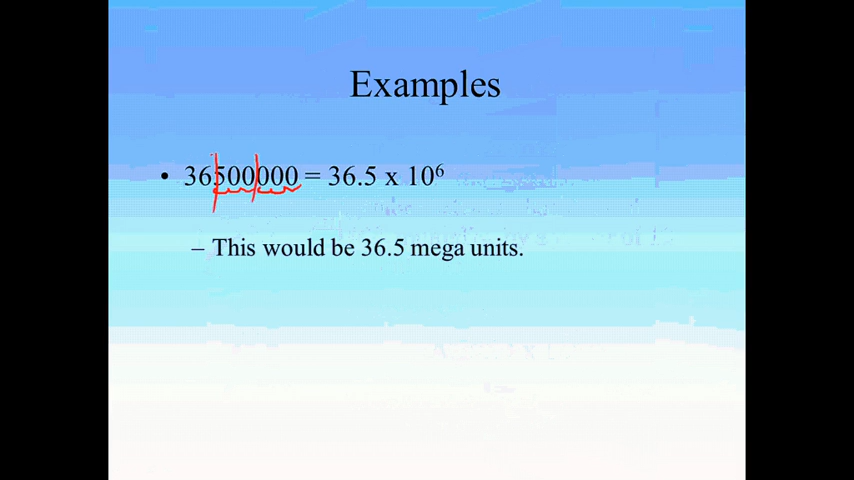 Examples
• 36500000 = 36.5 x 10⁶
– This would be 36.5 mega units.